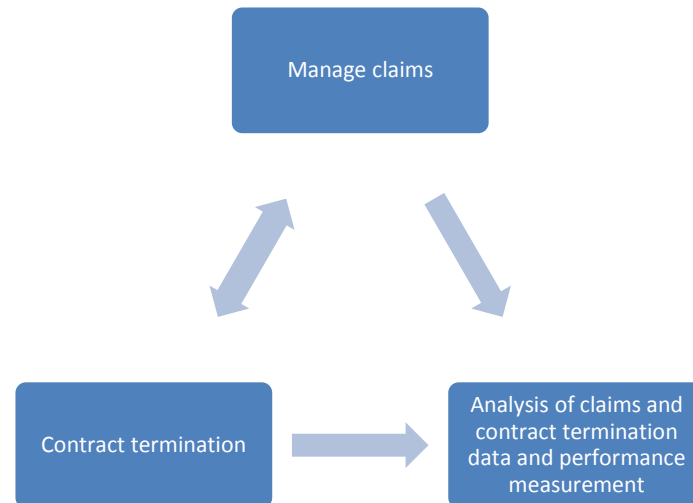 Manage claims
Contract termination
Analysis of claims and
contract termination
data and performance
measurement